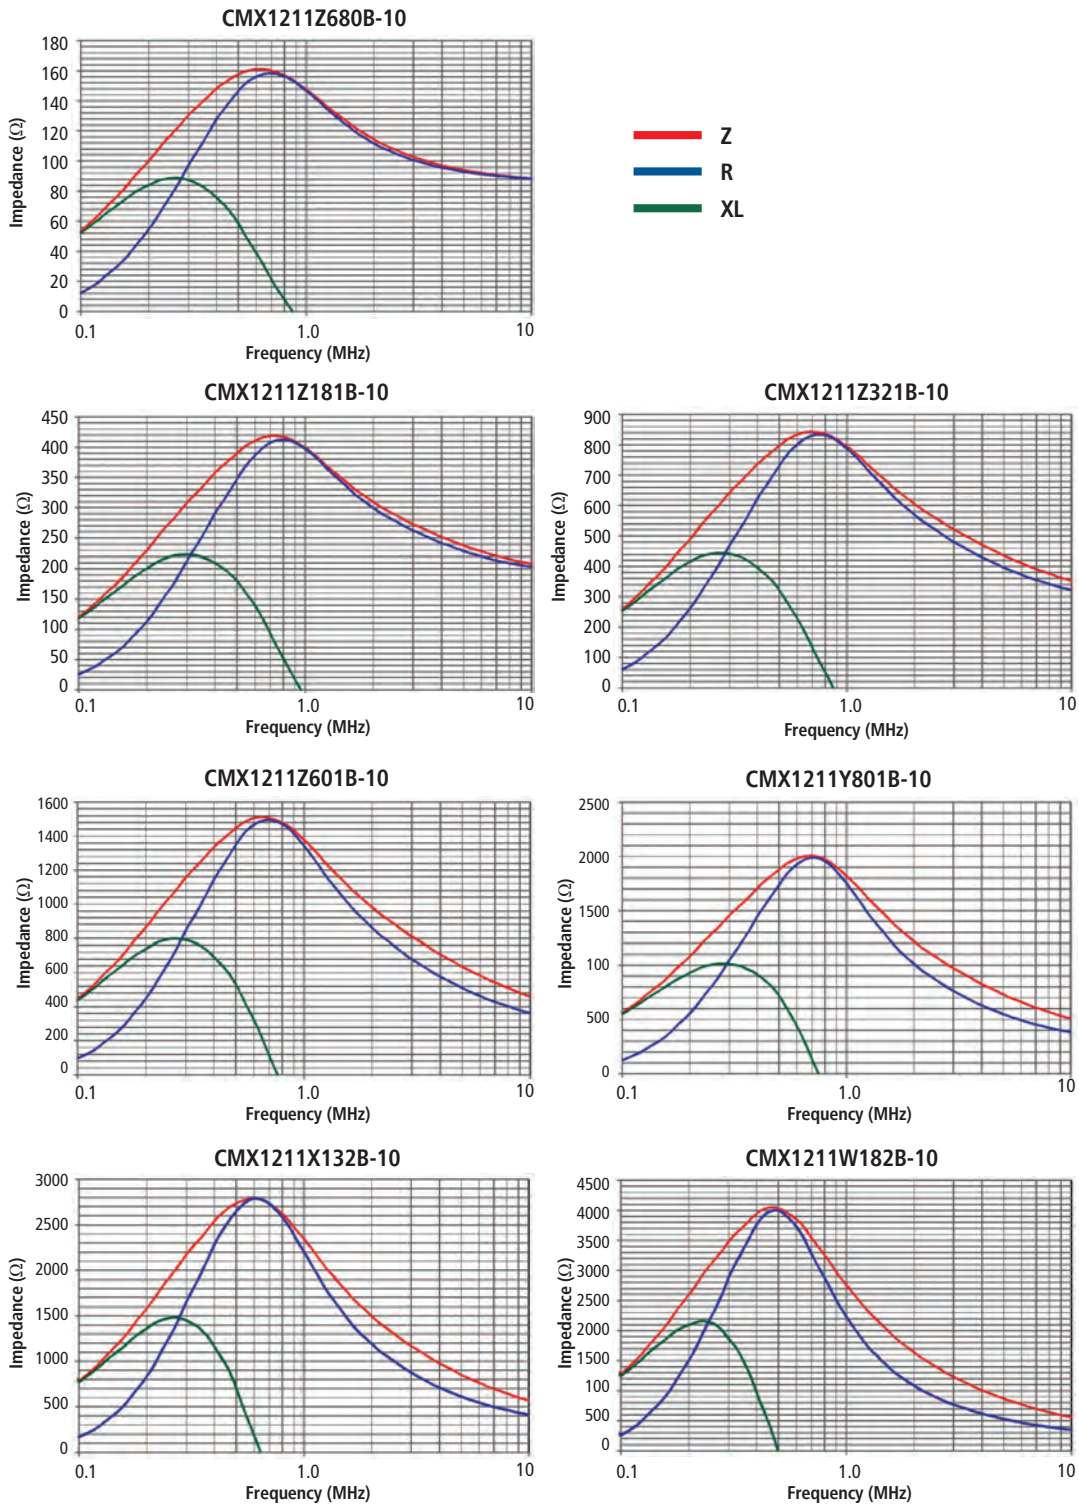 CMX1211Z680B-10
180
160
140
120
100
80
60
40
20
0
Impedance (Ω)
0.1 1.0 10
Frequency (MHz)
Z
R
XL
CMX1211Z181B-10
450
400
350
300
250
200
150
100
50
0
Impedance (Ω)
0.1 1.0 10
Frequency (MHz)
CMX1211Z321B-10
900
800
700
600
500
400
300
200
100
0
Impedance (Ω)
0.1 1.0 10
Frequency (MHz)
CMX1211Z601B-10
1600
1400
1200
1000
800
600
400
200
0
Impedance (Ω)
0.1 1.0 10
Frequency (MHz)
CMX1211Y801B-10
2500
2000
1500
100
500
0
Impedance (Ω)
0.1 1.0 10
Frequency (MHz)
CMX1211X132B-10
3000
2500
2000
1500
1000
500
0
Impedance (Ω)
0.1 1.0 10
Frequency (MHz)
CMX1211W182B-10
4500
4000
3500
3000
2500
2000
1500
100
500
0
Impedance (Ω)
0.1 1.0 10
Frequency (MHz)